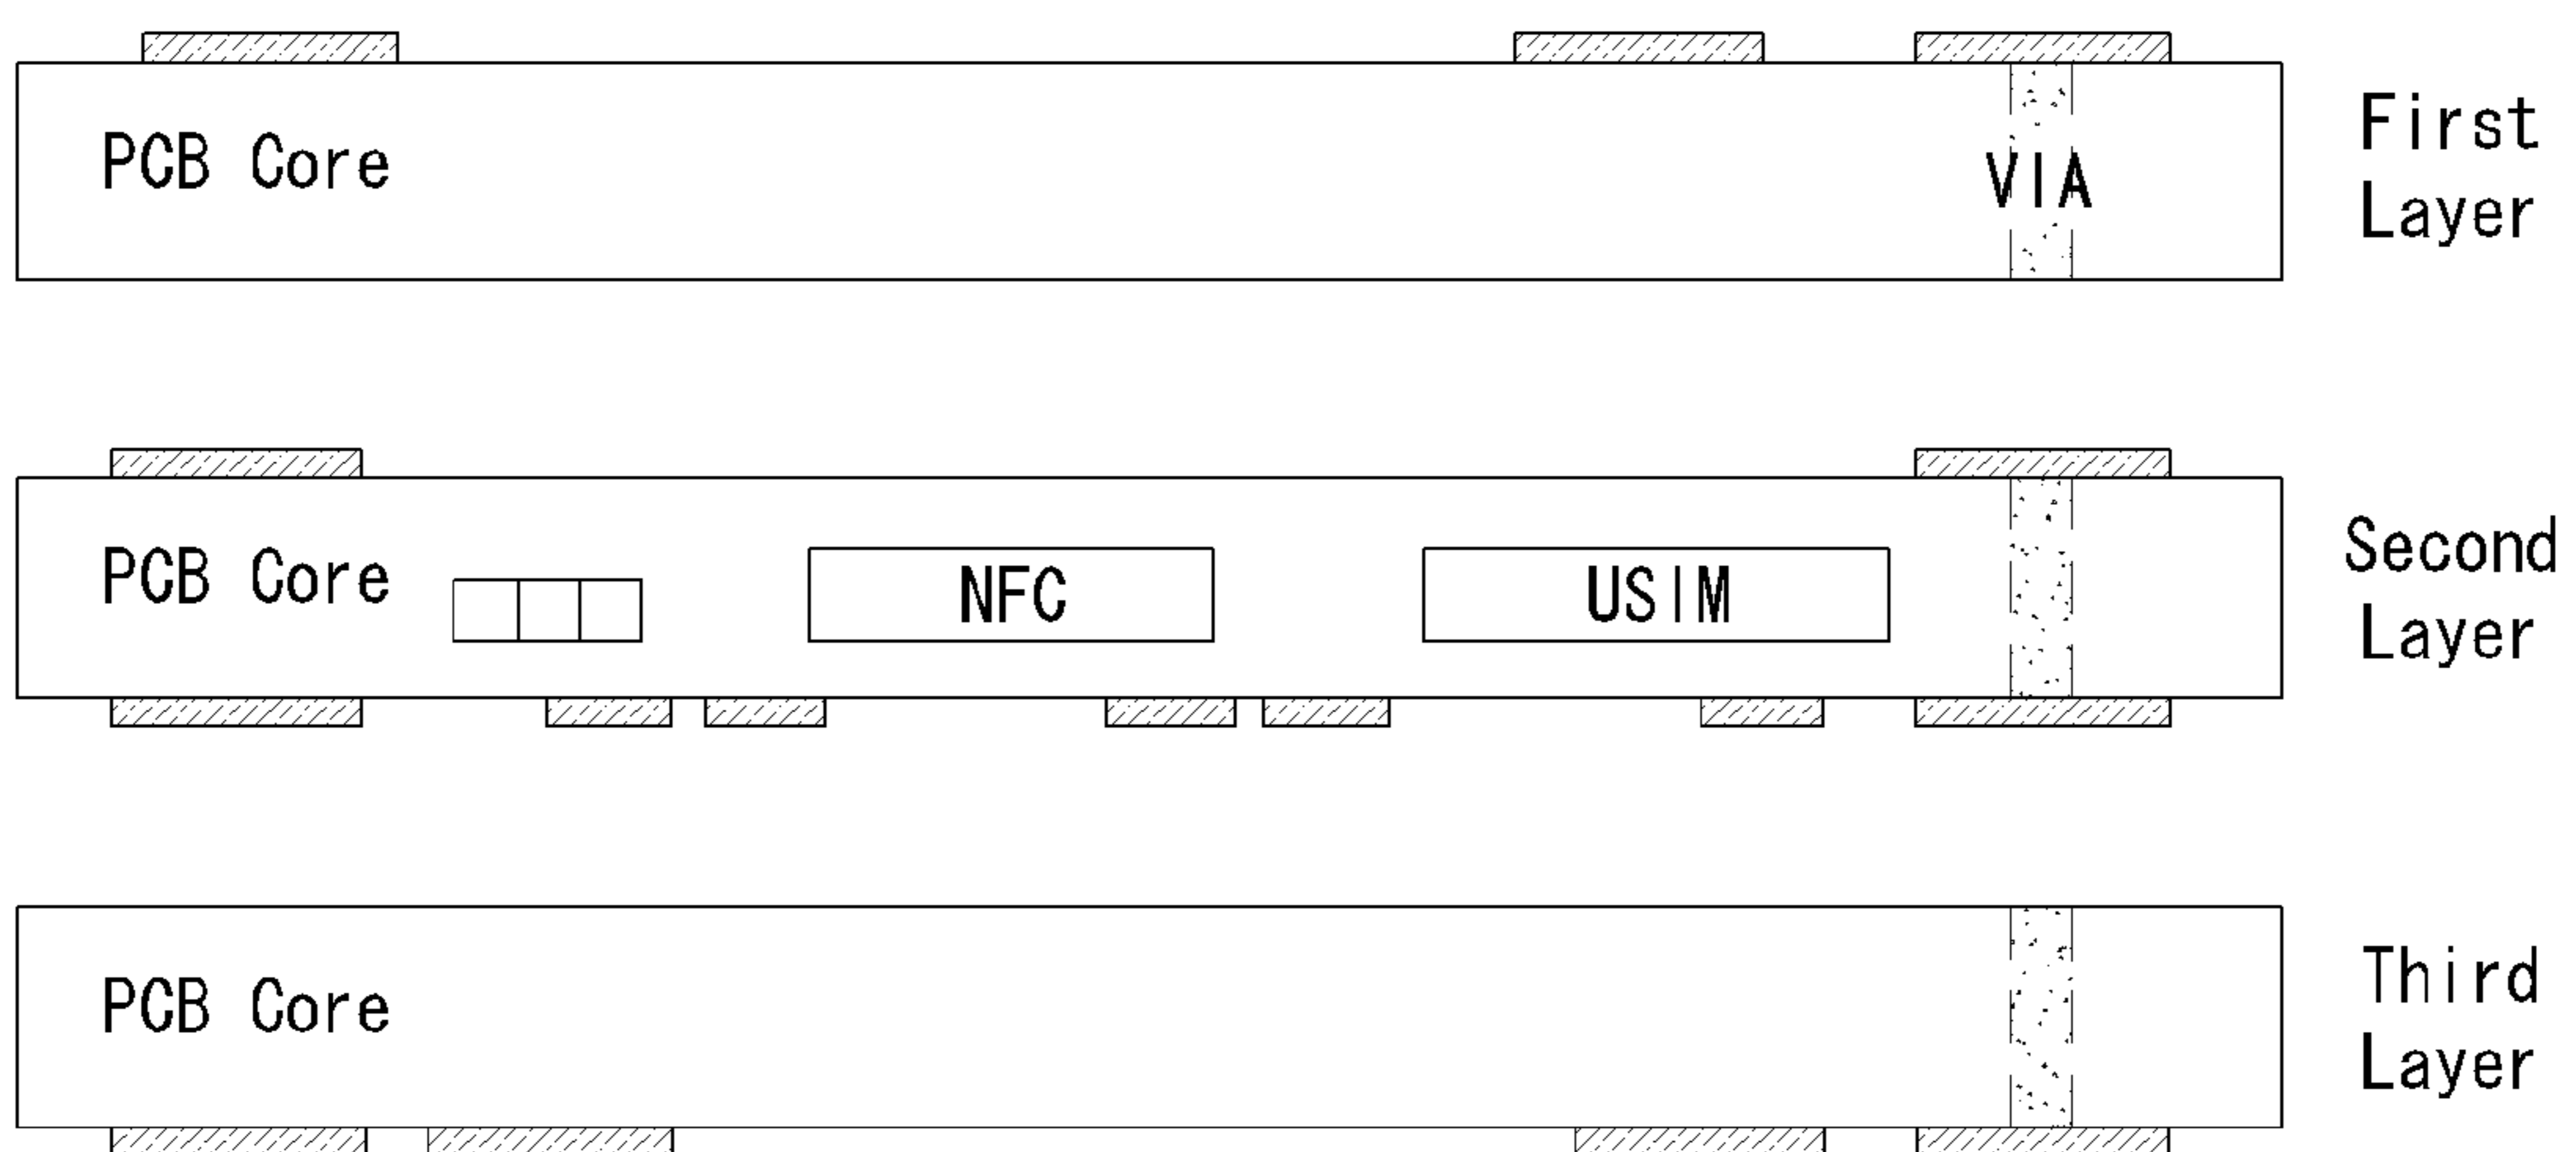 PCB Core
VIA
First
Layer
PCB Core
NFC
USIM
Second
Layer
PCB Core
Third
Layer